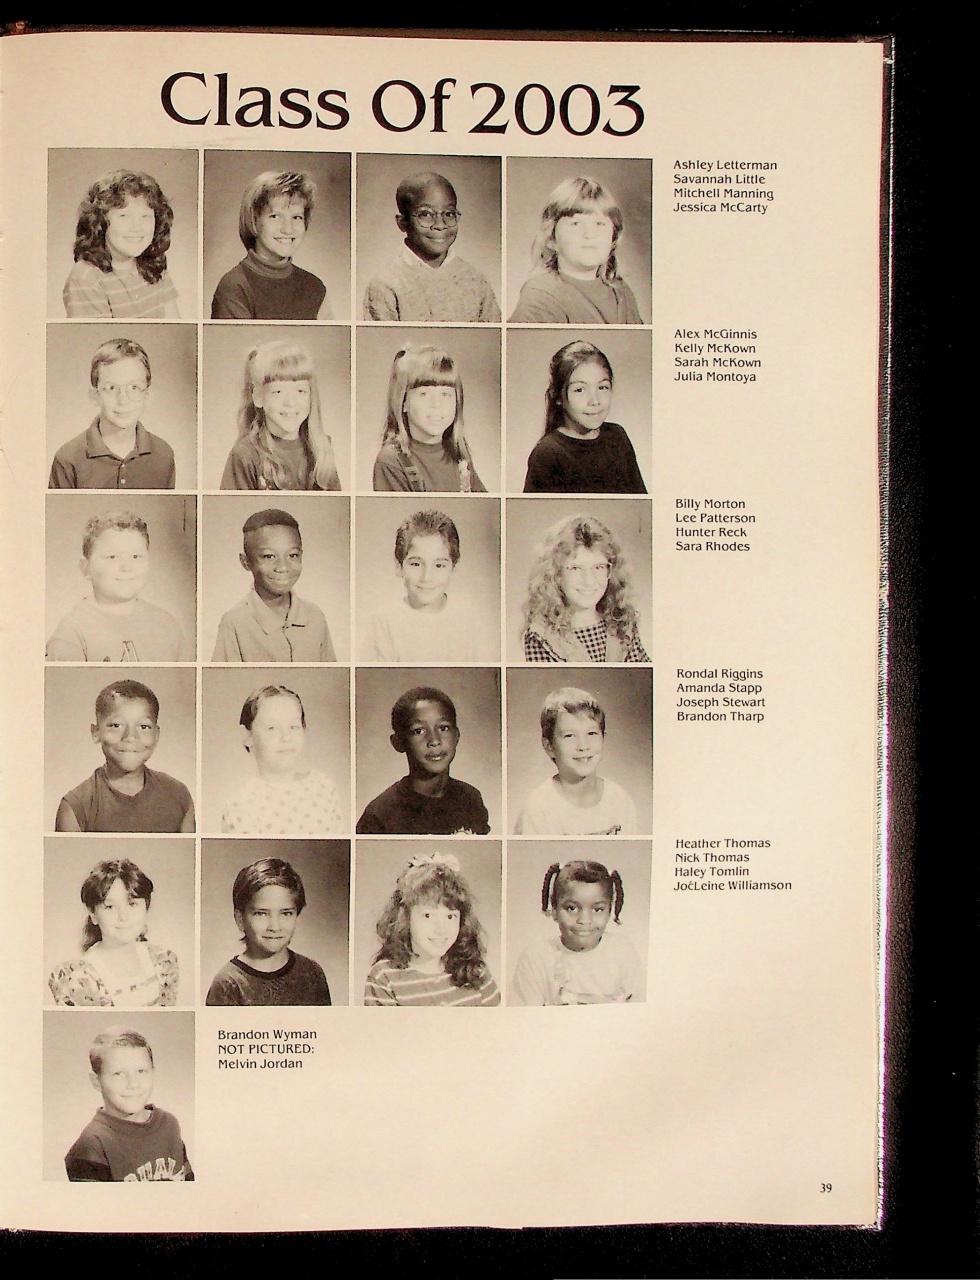 Class Of 2003
Ashley Letterman
Savannah Little
Mitchell Manning
Jessica McCarty
Alex McGinnis
Kelly McKown
Sarah McKown
Julia Montoya
Billy Morton
Lee Patterson
Hunter Reck
Sara Rhodes
Rondal Riggins
Amanda Stapp
Joseph Stewart
Brandon Tharp
Heather Thomas
Nick Thomas
Haley Tomlin
Brandon Wyman
NOT PICTURED:
Melvin Jordan
39